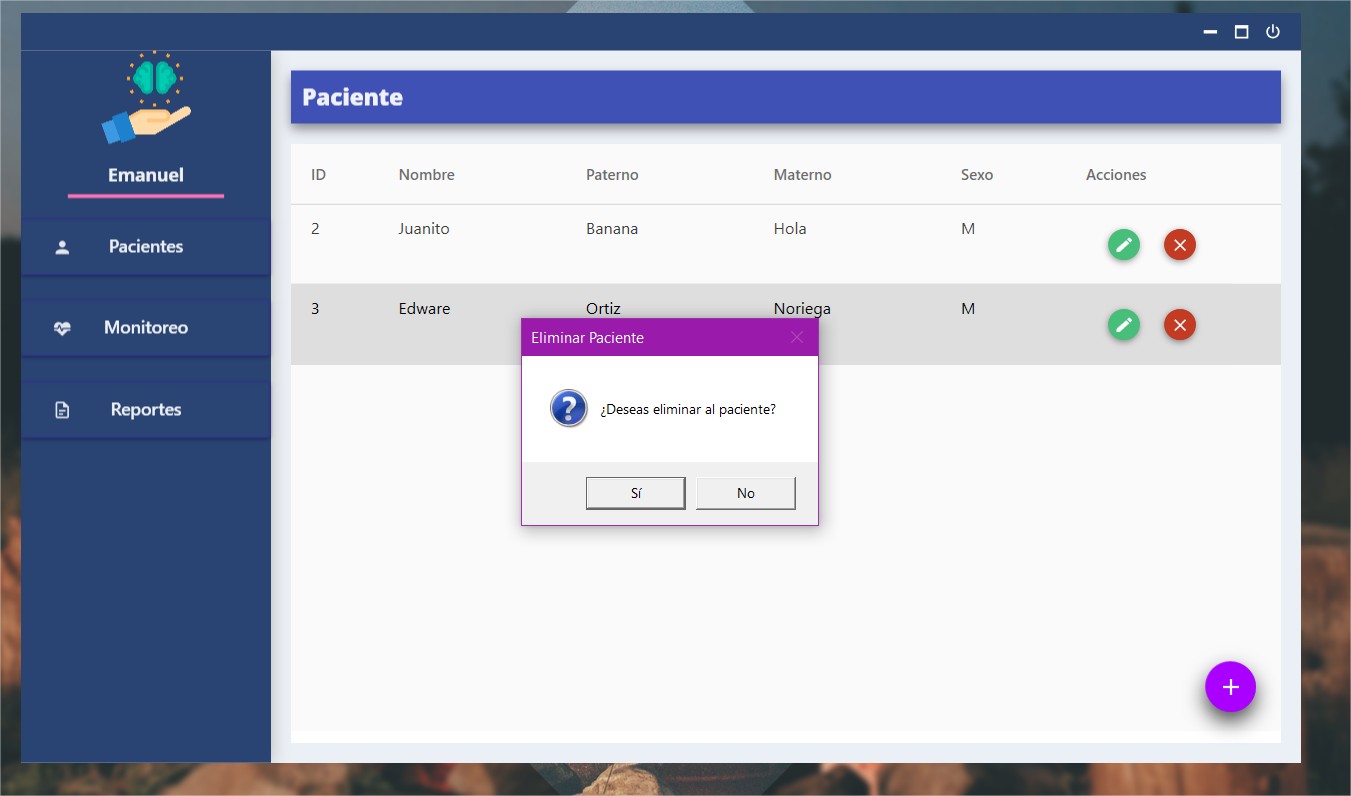 Paciente
Emanuel
Pacientes
Monitoreo
Reportes
ID Nombre Paterno Materno Sexo Acciones
2 Juanito Banana Hola M
3 Edware Ortiz Noriega M
Eliminar Paciente
¿Deseas eliminar al paciente?
Sí No